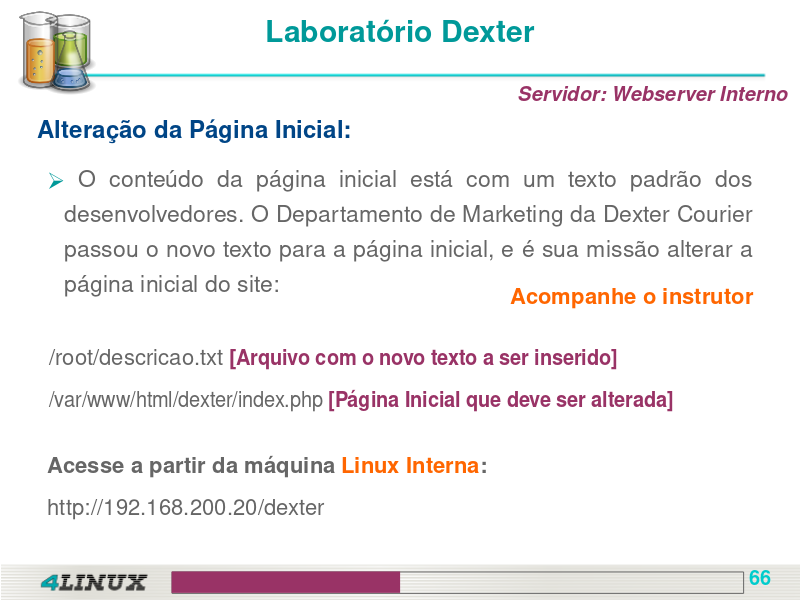 Laboratório Dexter
Servidor: Webserver Interno
Alteração da Página Inicial:
O conteúdo da página inicial está com um texto padrão dos
desenvolvedores. O Departamento de Marketing da Dexter Courier
passou o novo texto para a página inicial, e é sua missão alterar a
página inicial do site:
Acompanhe o instrutor
/root/descricao.txt [Arquivo com o novo texto a ser inserido]
/var/www/html/dexter/index.php [Página Inicial que deve ser alterada]
Acesse a partir da máquina Linux Interna:
http://192.168.200.20/dexter
4LINUX
66